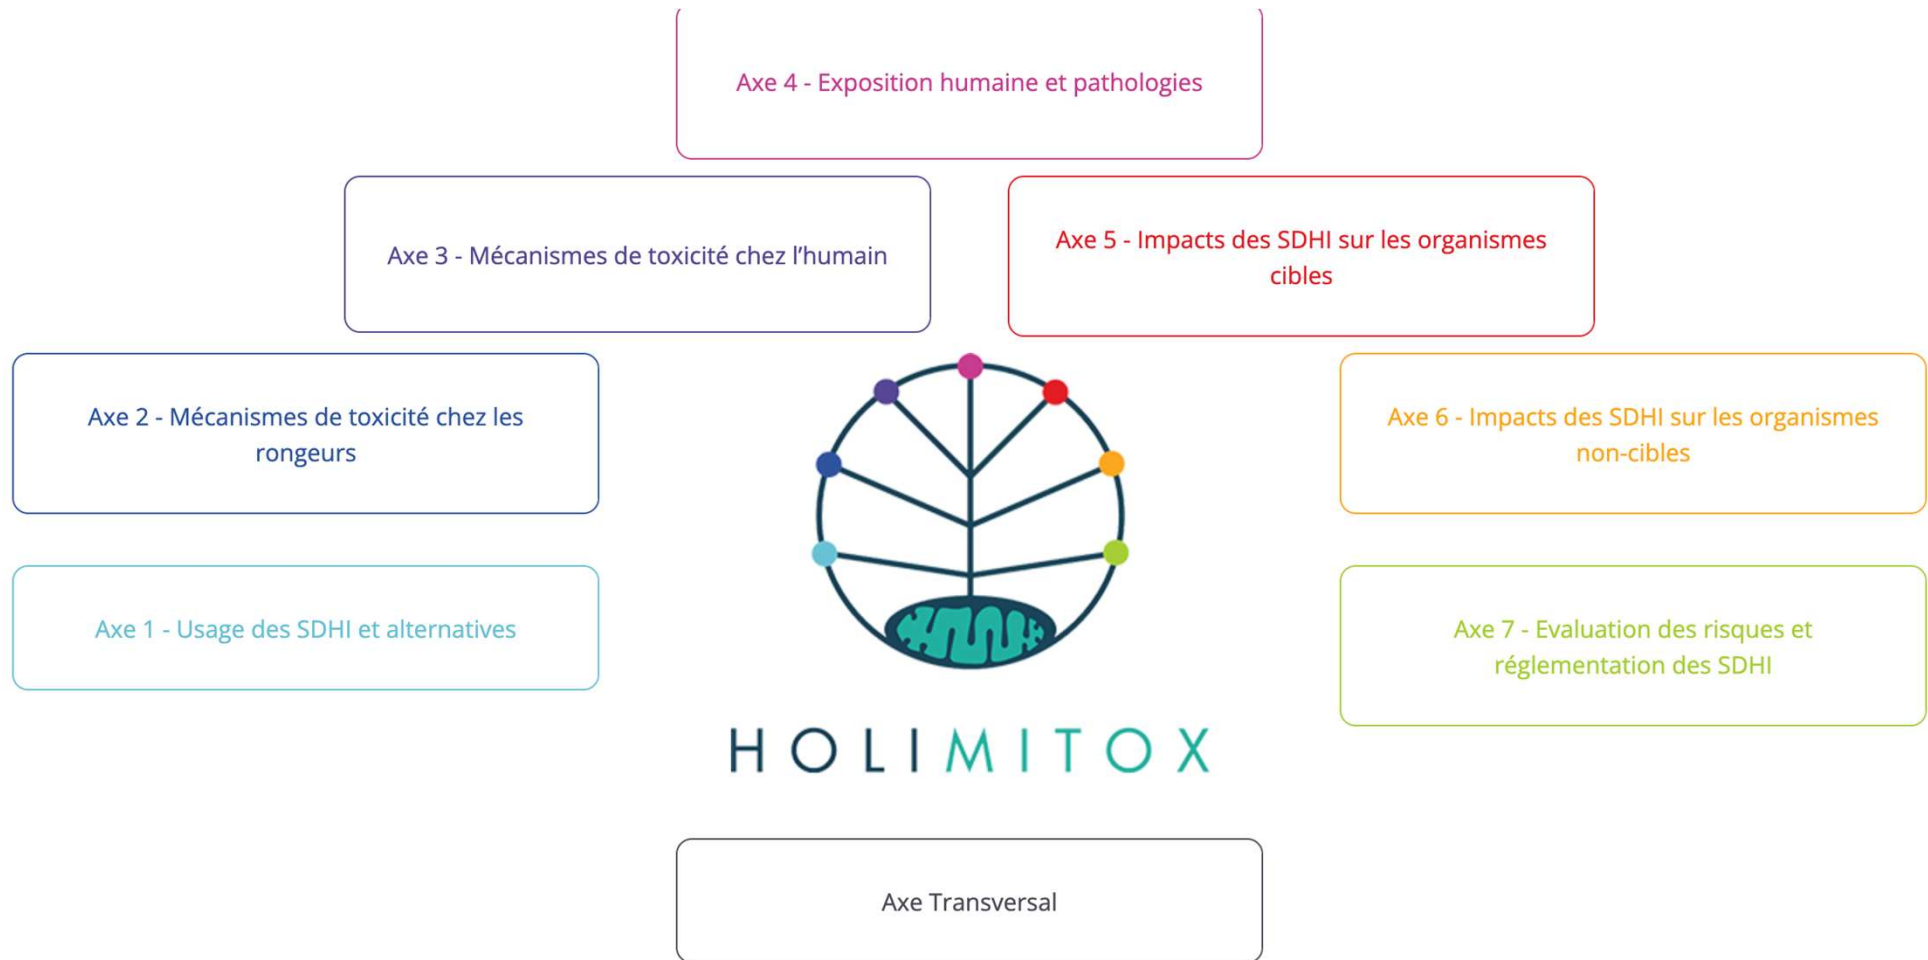 Axe 4 - Exposition humaine et pathologies
Axe 3 - Mécanismes de toxicité chez l’humain
Axe 5 - Impacts des SDHI sur les organismes
cibles
Axe 2 - Mécanismes de toxicité chez les
rongeurs
Axe 6 - Impacts des SDHI sur les organismes
non-cibles
Axe 1 - Usage des SDHI et alternatives
Axe 7 - Evaluation des risques et
réglementation des SDHI
HOLIMITOX
Axe Transversal